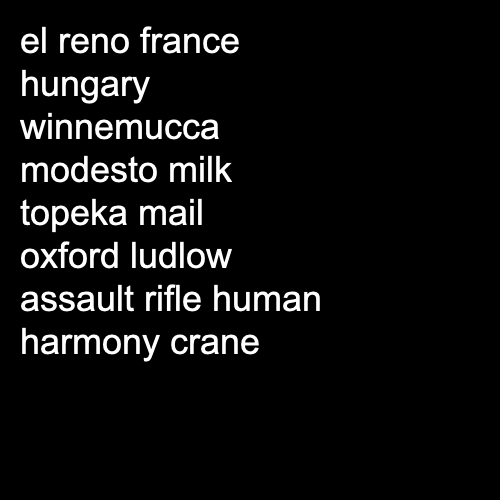 el reno france
hungary
winnemucca
modesto milk
topeka mail
oxford ludlow
assault rifle human
harmony crane